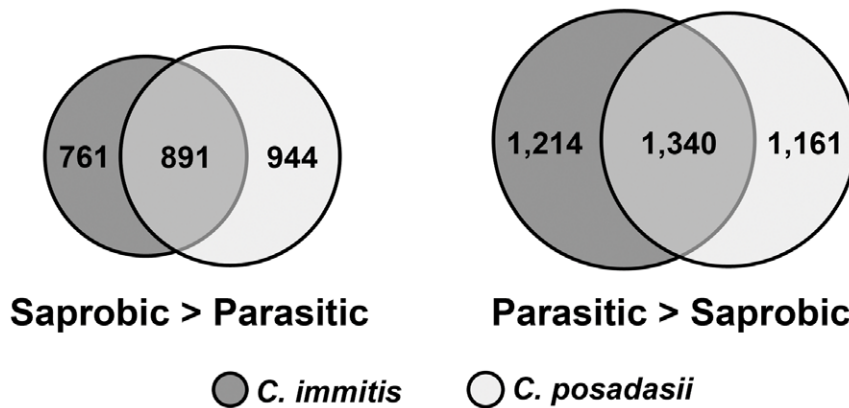 761 891 944
1,214 1,340 1,161
Saprobic > Parasitic
Parasitic > Saprobic
C. immitis
C. posadasii